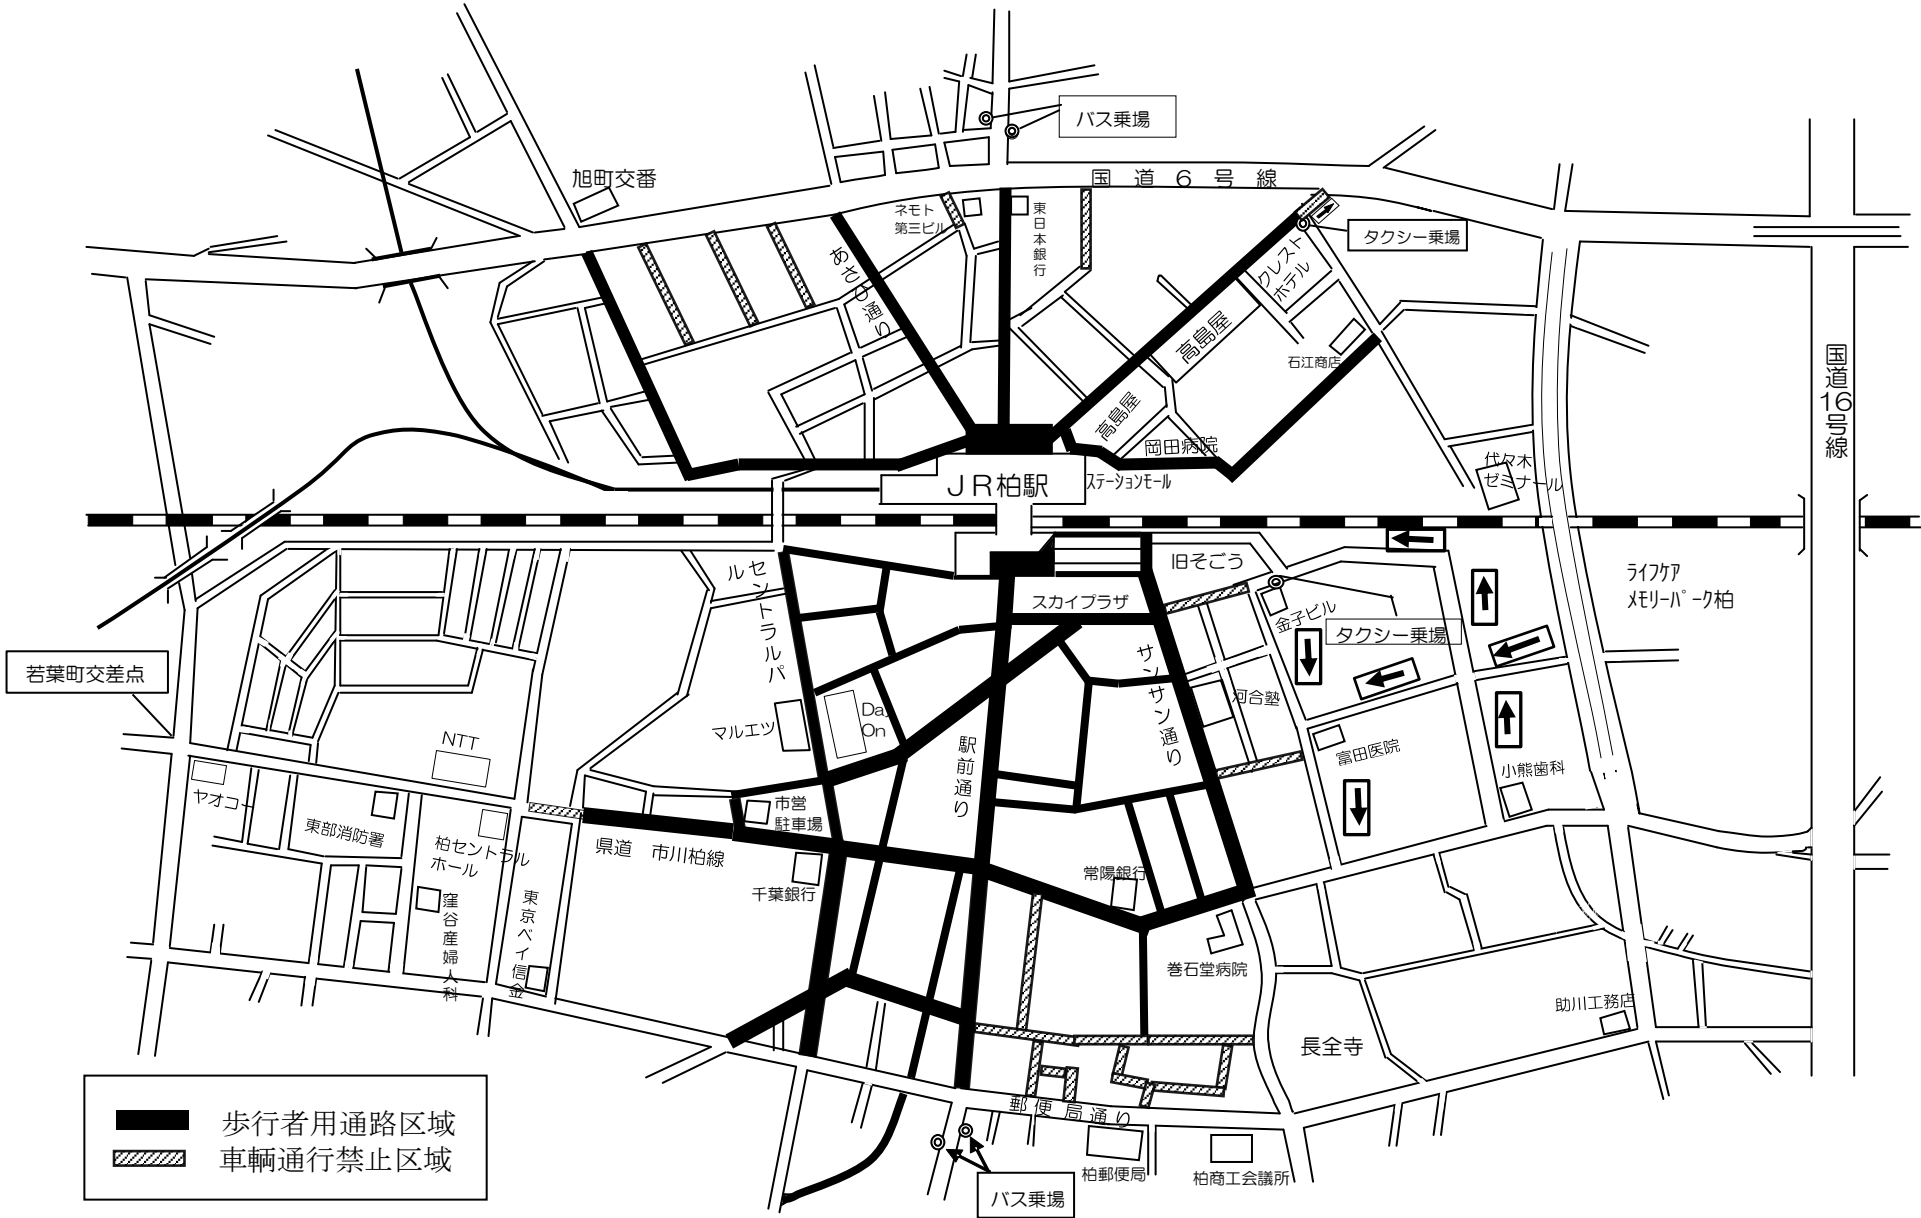 バス乗場
旭町交番
国道6号線
ネモト
第三ビル
東日本銀行
タクシー乗場
あさひ通り
クレスト
ホテル
高島屋
石江商店
国道16号線
高島屋
岡田病院
代々木
ゼミナール
JR柏駅
ステーションモール
旧そごう
セントラルパ
ル
スカイプラザ
金子ビル
ライフケア
メモリーパーク柏
タクシー乗場
若葉町交差点
サンサン通り
河合塾
Day
On
マルエツ
NTT
駅前通り
富田医院
小熊歯科
ヤオコー
市営
駐車場
東部消防署
柏セントラル
ホール
県道 市川柏線
常陽銀行
千葉銀行
窪谷産婦人科
東京ベイ信金
巻石堂病院
助川工務店
長全寺
郵便局通り
歩行者用通路区域
車輌通行禁止区域
柏郵便局
柏商工会議所
バス乗場